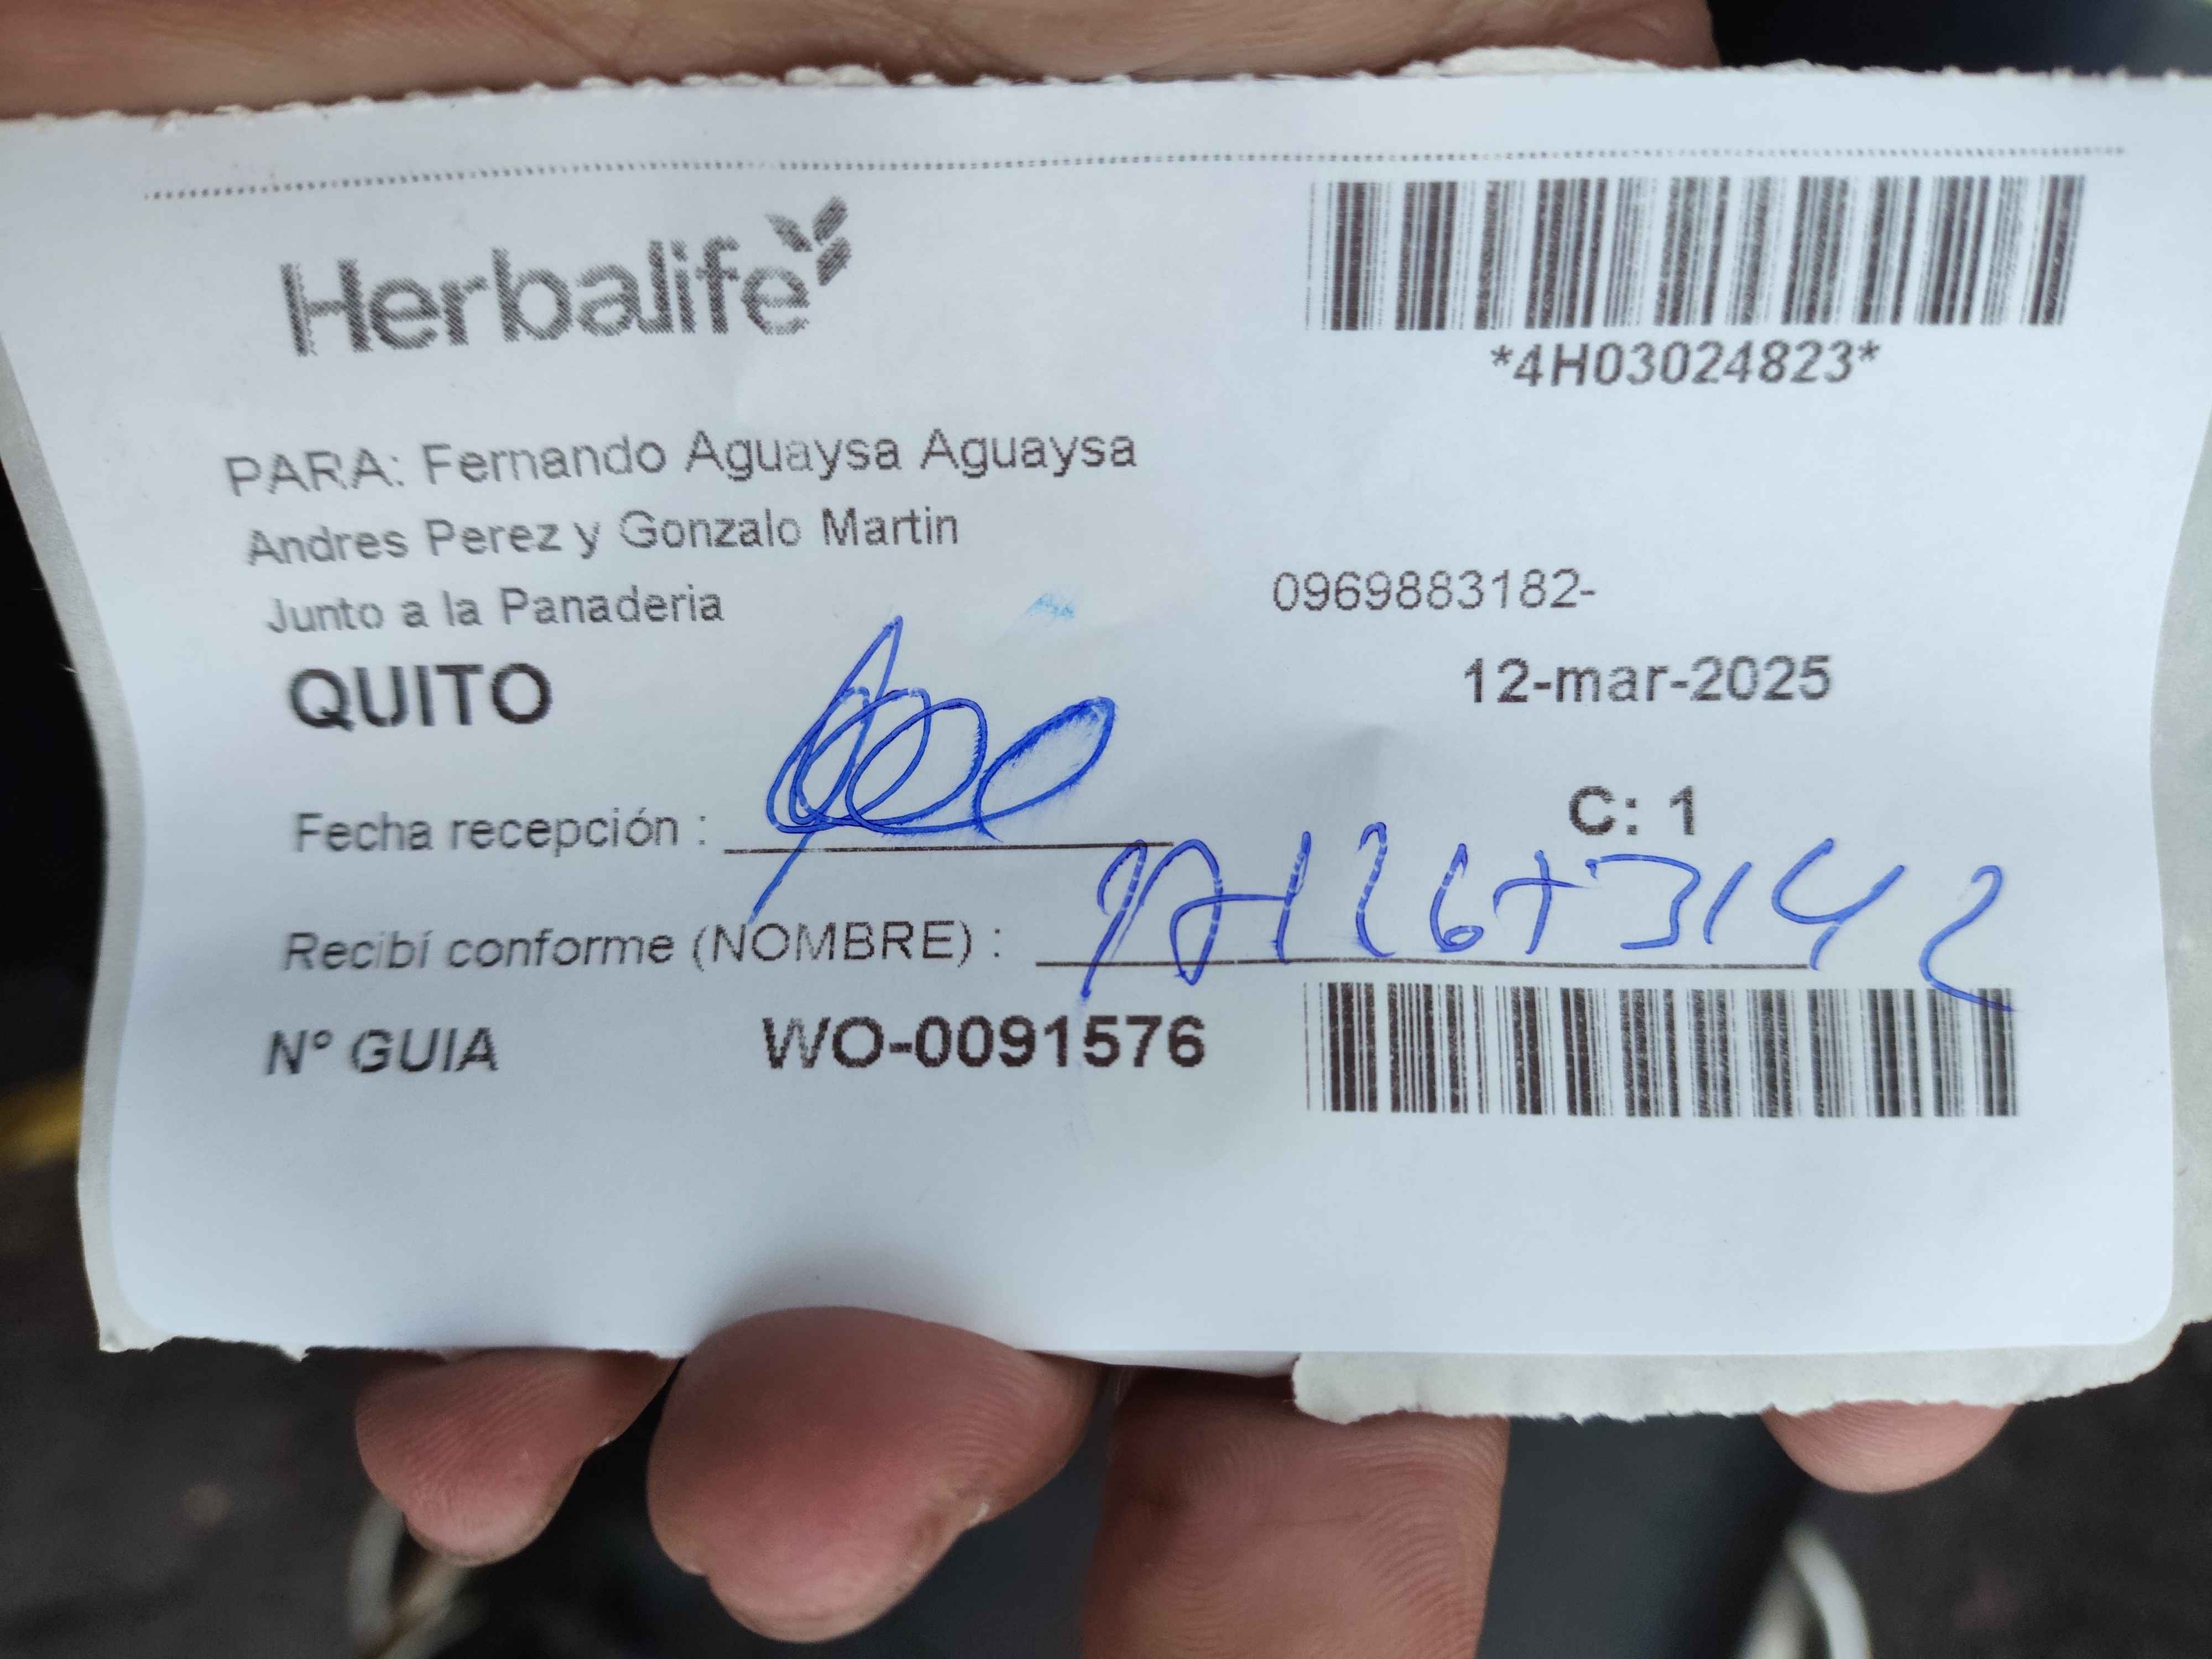 Herbalife
*4H03024823*
PARA: Fernando Aguaysa Aguaysa
Andres Perez y Gonzalo Martin
Junto a la Panaderia
0969883182-
QUITO
12-mar-2025
C: 1
Fecha recepción :
Recibí conforme (NOMBRE) :
N° GUIA WO-0091576